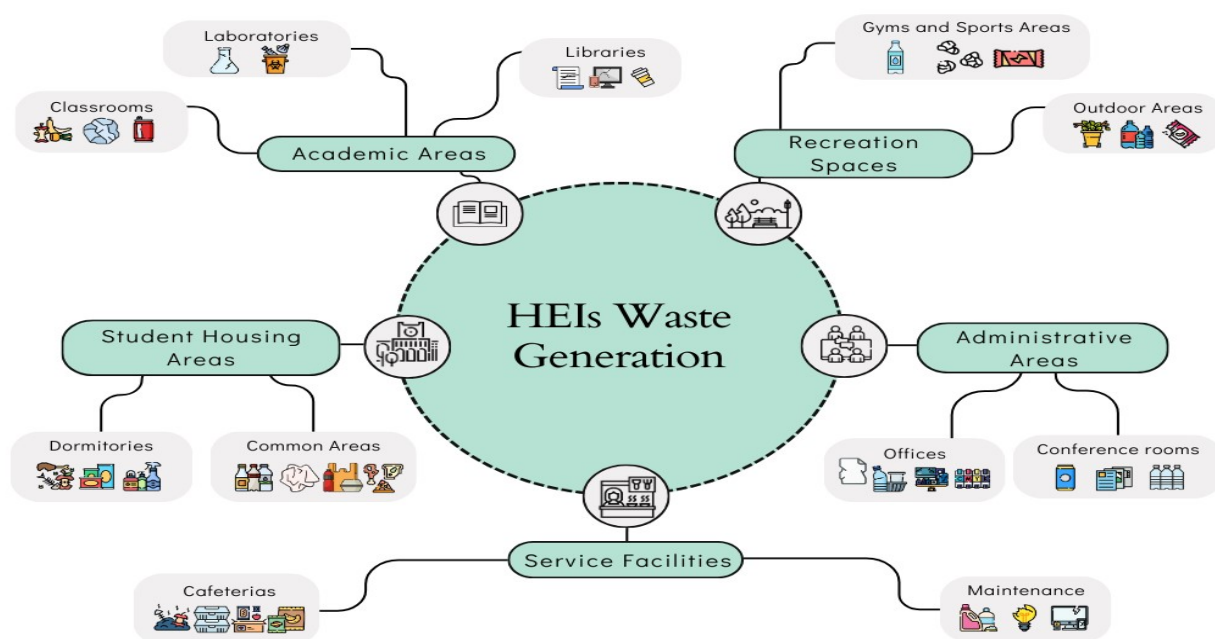 Laboratories
Libraries
Classrooms
Academic Areas
Gyms and Sports Areas
Outdoor Areas
Recreation
Spaces
HEIs Waste
Generation
Student Housing
Areas
Dormitories
Common Areas
Administrative
Areas
Offices
Conference rooms
Service Facilities
Cafeterias
Maintenance